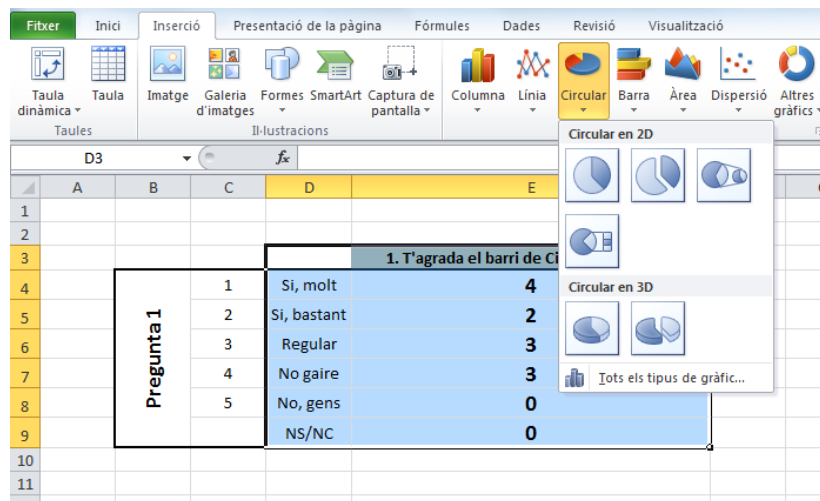 Fitxer Inici Inserció Presentació de la pàgina Fórmules Dades Revisió Visualització
Taula dinàmica Taula Imatge Galeria d'imatges Formes SmartArt Captura de pantalla Columna Línia Circular Barra Àrea Dispersió Altres gràfics
Taules Il·lustracions
Circular en 2D
D3 fx
A B C D E
1
2
3 1. T'agrada el barri de Ci
4 1 Si, molt 4
Circular en 3D
5 2 Si, bastant 2
Pregunta 1
6 3 Regular 3
7 4 No gaire 3
Tots els tipus de gràfic...
8 5 No, gens 0
9 NS/NC 0
10
11